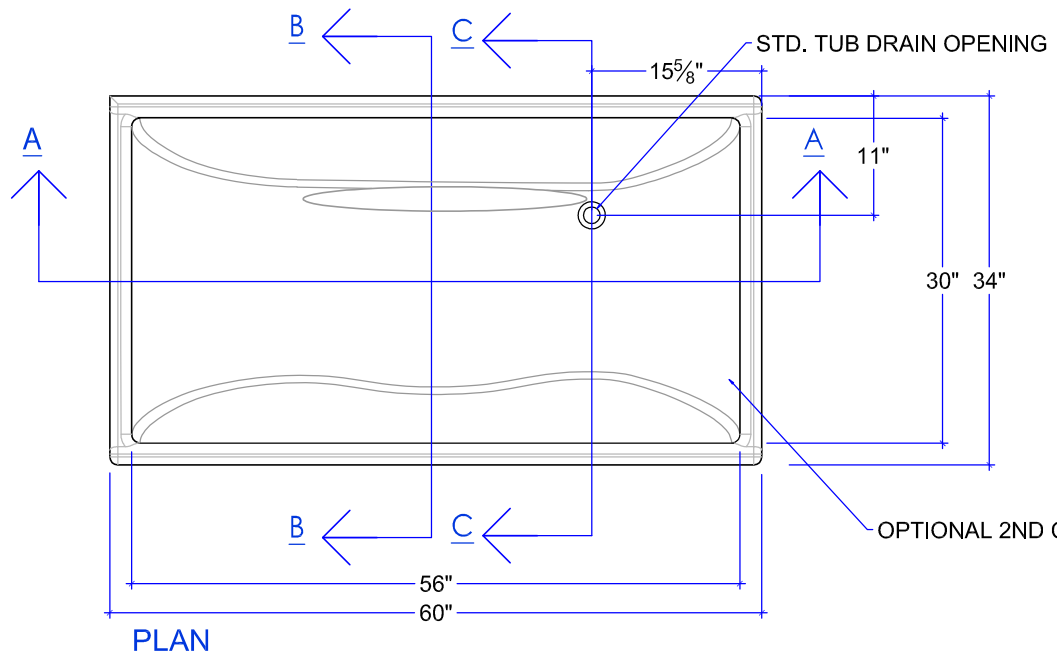 B
C
STD. TUB DRAIN OPENING
15⅝"
A
A
11"
30" 34"
OPTIONAL 2ND
B
C
56"
60"
PLAN